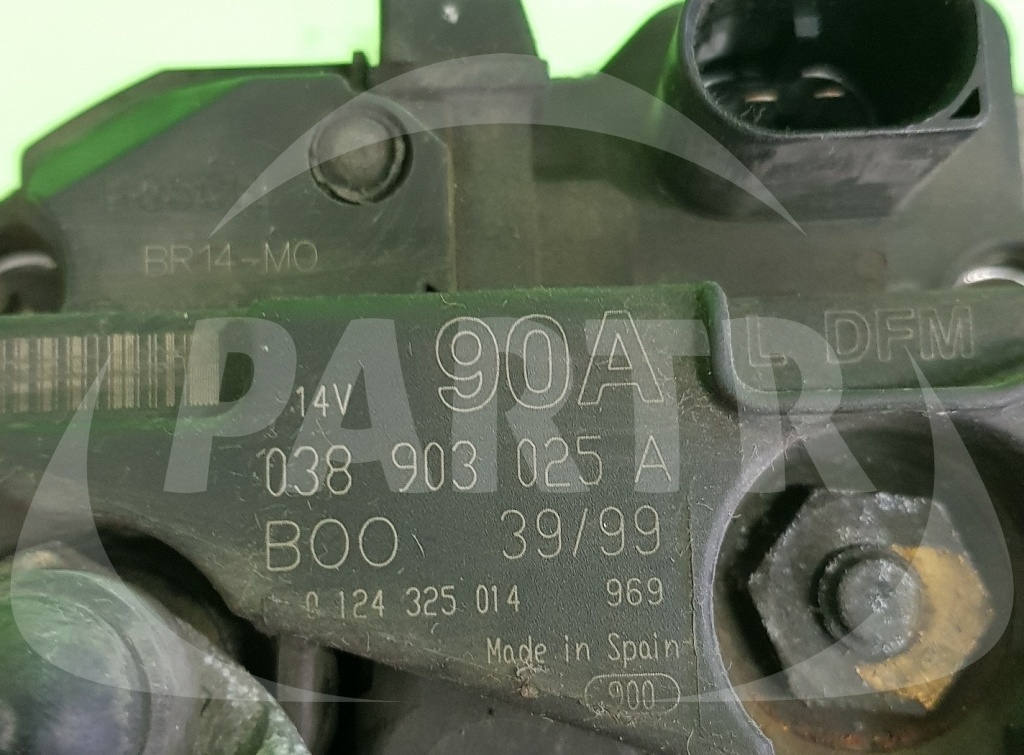 BOSCH
BR14-MO
90A
L DFM
14V
PARTR
038 903 025 A
BOO 39/99
0 124 325 014 969
Made in Spain
900